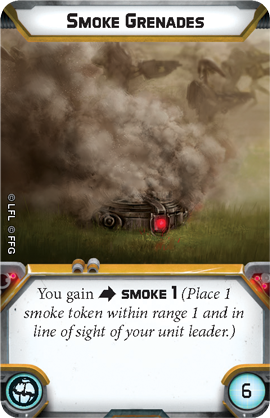 Smoke Grenades
© LFL © FFG
You gain SMOKE 1 (Place 1
smoke token within range 1 and in
line of sight of your unit leader.)
6